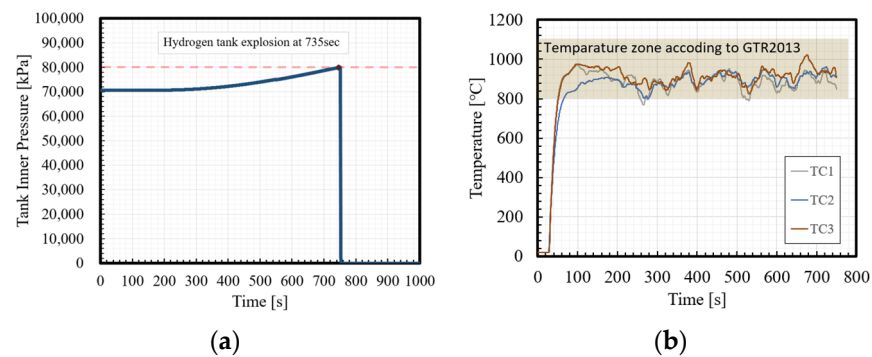 (a)
Hydrogen tank explosion at 735sec
Tank Inner Pressure [kPa]
100,000
90,000
80,000
70,000
60,000
50,000
40,000
30,000
20,000
10,000
0
0 100 200 300 400 500 600 700 800 900 1000
Time [s]
(a)
(b)
Temparature zone accoding to GTR2013
Temperature [°C]
1200
1000
800
600
400
200
0
TC1
TC2
TC3
0 100 200 300 400 500 600 700 800
Time [s]
(b)